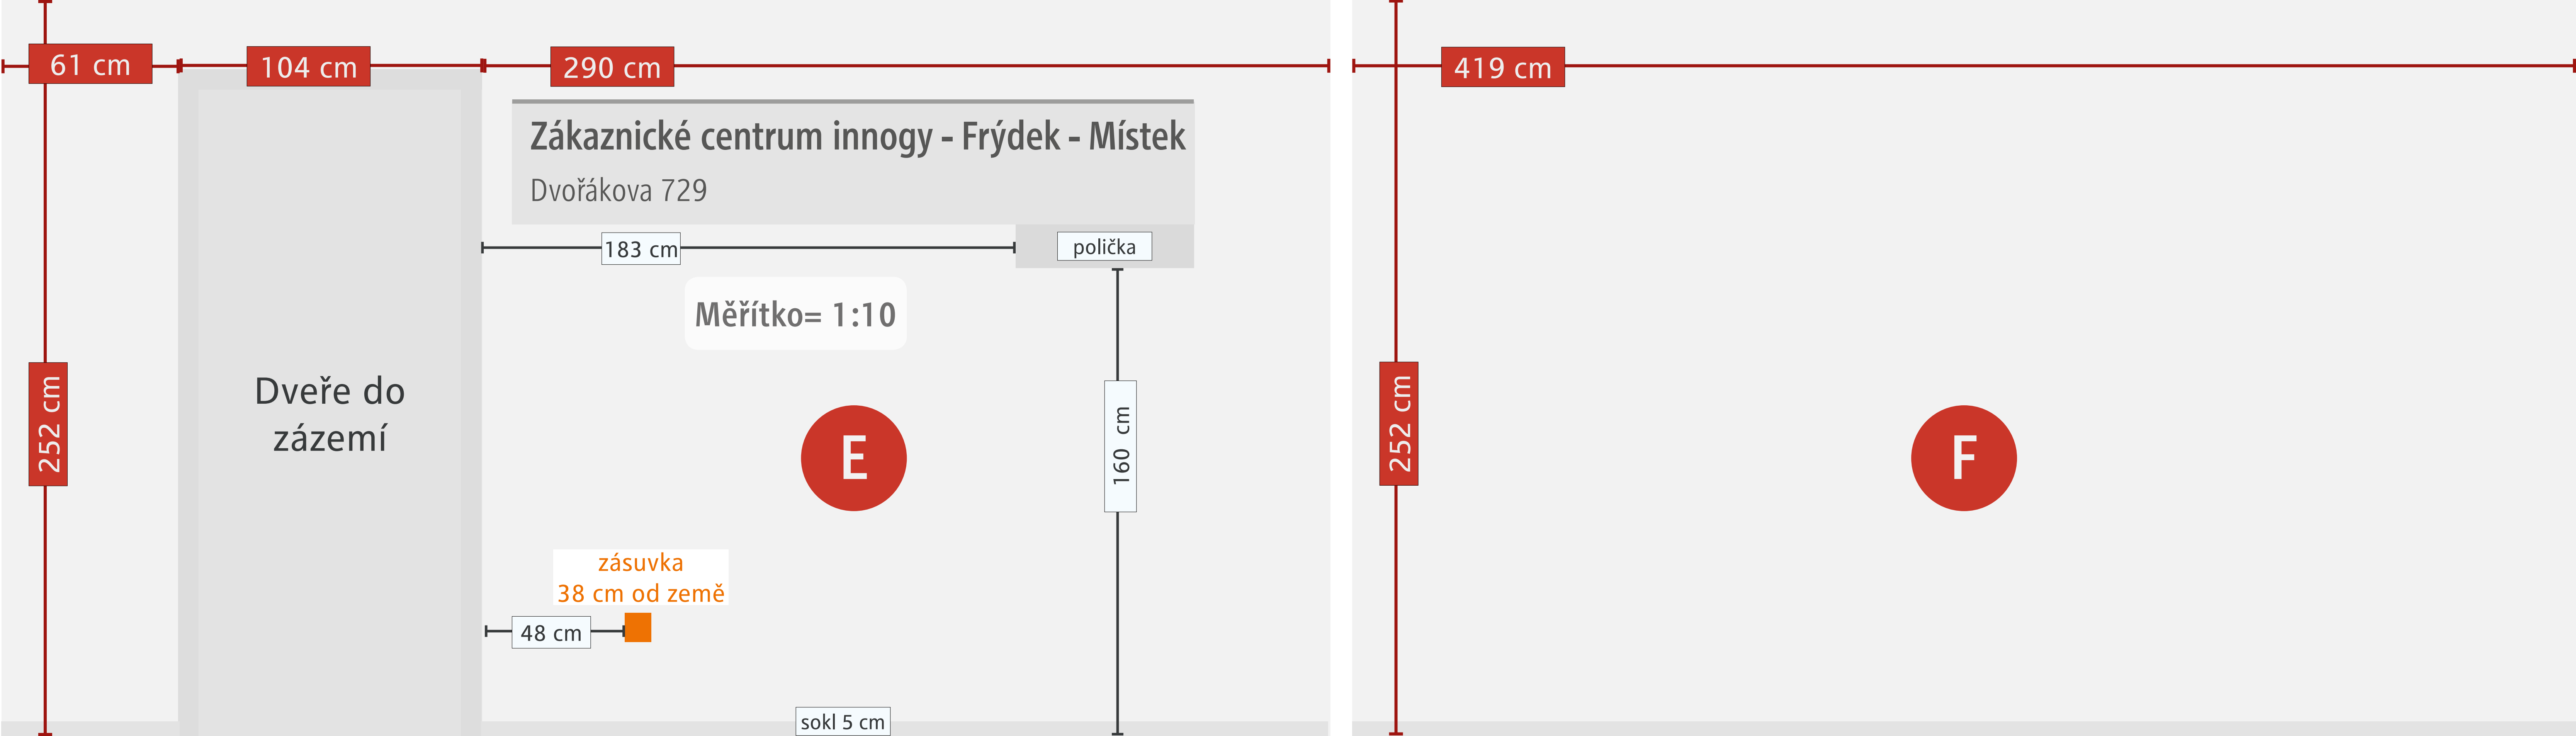 61 cm
104 cm
290 cm
419 cm
Zákaznické centrum innogy - Frýdek - Místek
Dvořákova 729
183 cm
polička
Měřítko= 1:10
252 cm
Dveře do
zázemí
160 cm
E
252 cm
F
zásuvka
38 cm od země
48 cm
sokl 5 cm